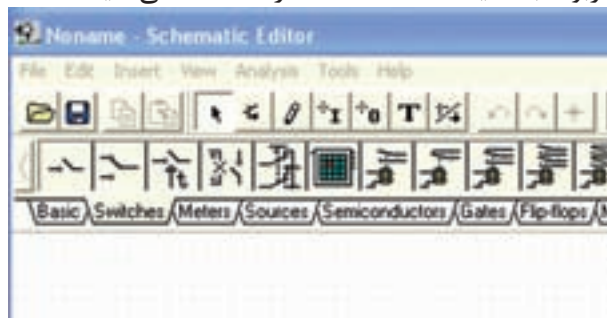 Noname - Schematic Editor
File Edit Insert View Analysis Tools Help
T
Basic Switches Meters Sources Semiconductors Gates Flip-flops